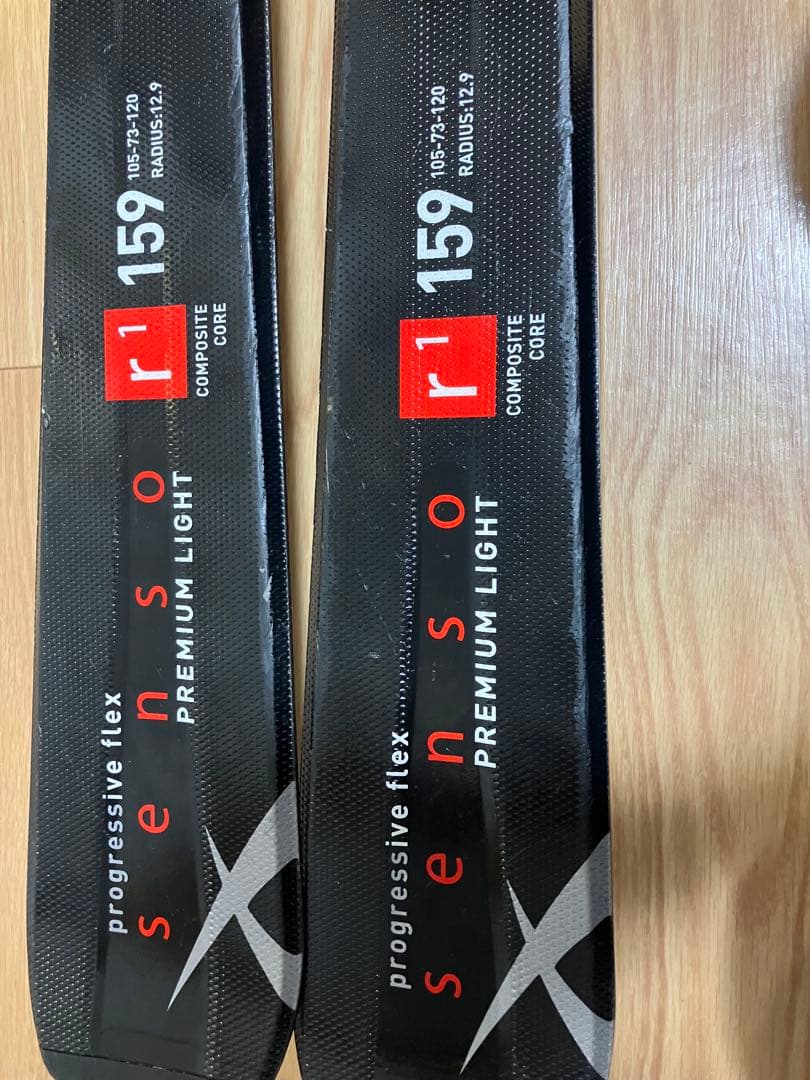 progressive flex
senso
PREMIUM LIGHT
r1
COMPOSITE
CORE
159
105-73-120
RADIUS:12.9
progressive flex
senso
PREMIUM LIGHT
r1
COMPOSITE
CORE
159
105-73-120
RADIUS:12.9